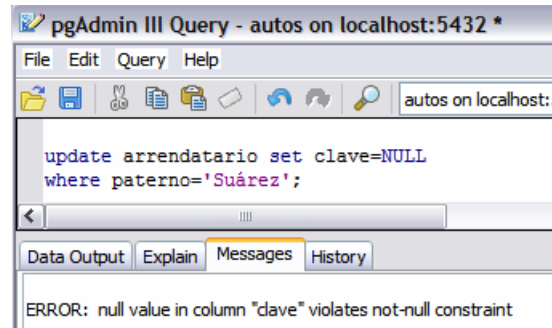 pgAdmin III Query - autos on localhost:5432 *
File Edit Query Help
autos on localhost:
update arrendatario set clave=NULL
where paterno='Suárez';
Data Output Explain Messages History
ERROR: null value in column "clave" violates not-null constraint